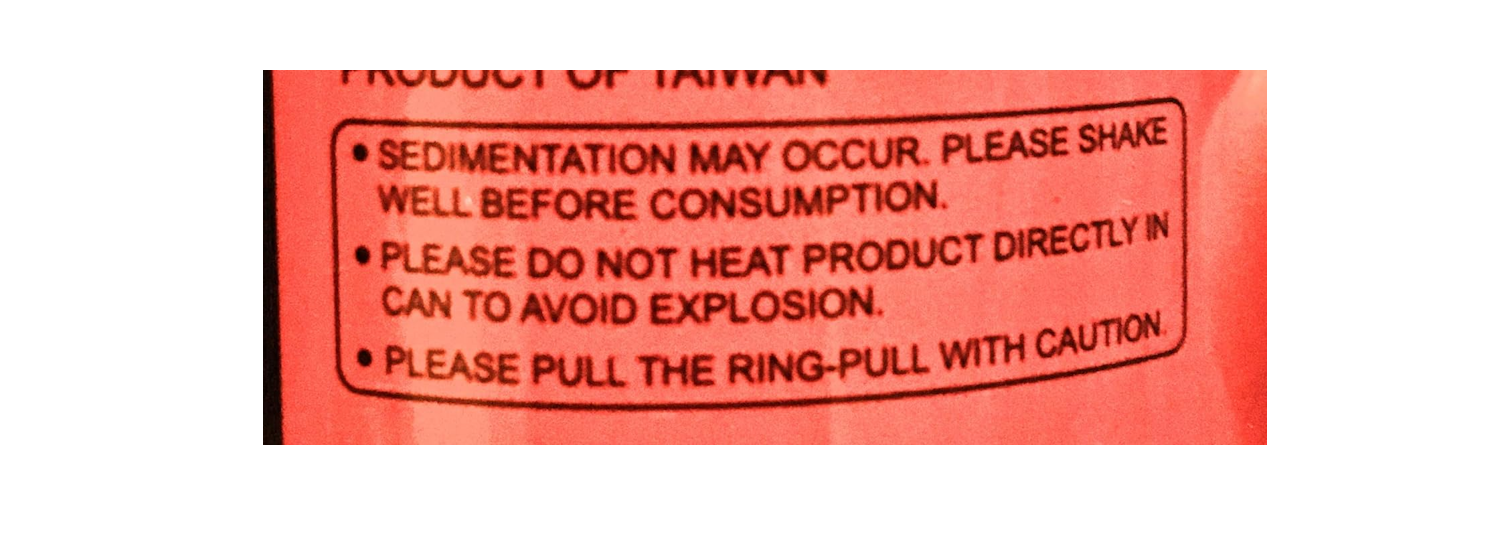 PRODUCT OF TAIWAN
• SEDIMENTATION MAY OCCUR. PLEASE SHAKE
WELL BEFORE CONSUMPTION.
• PLEASE DO NOT HEAT PRODUCT DIRECTLY IN
CAN TO AVOID EXPLOSION.
• PLEASE PULL THE RING-PULL WITH CAUTION.